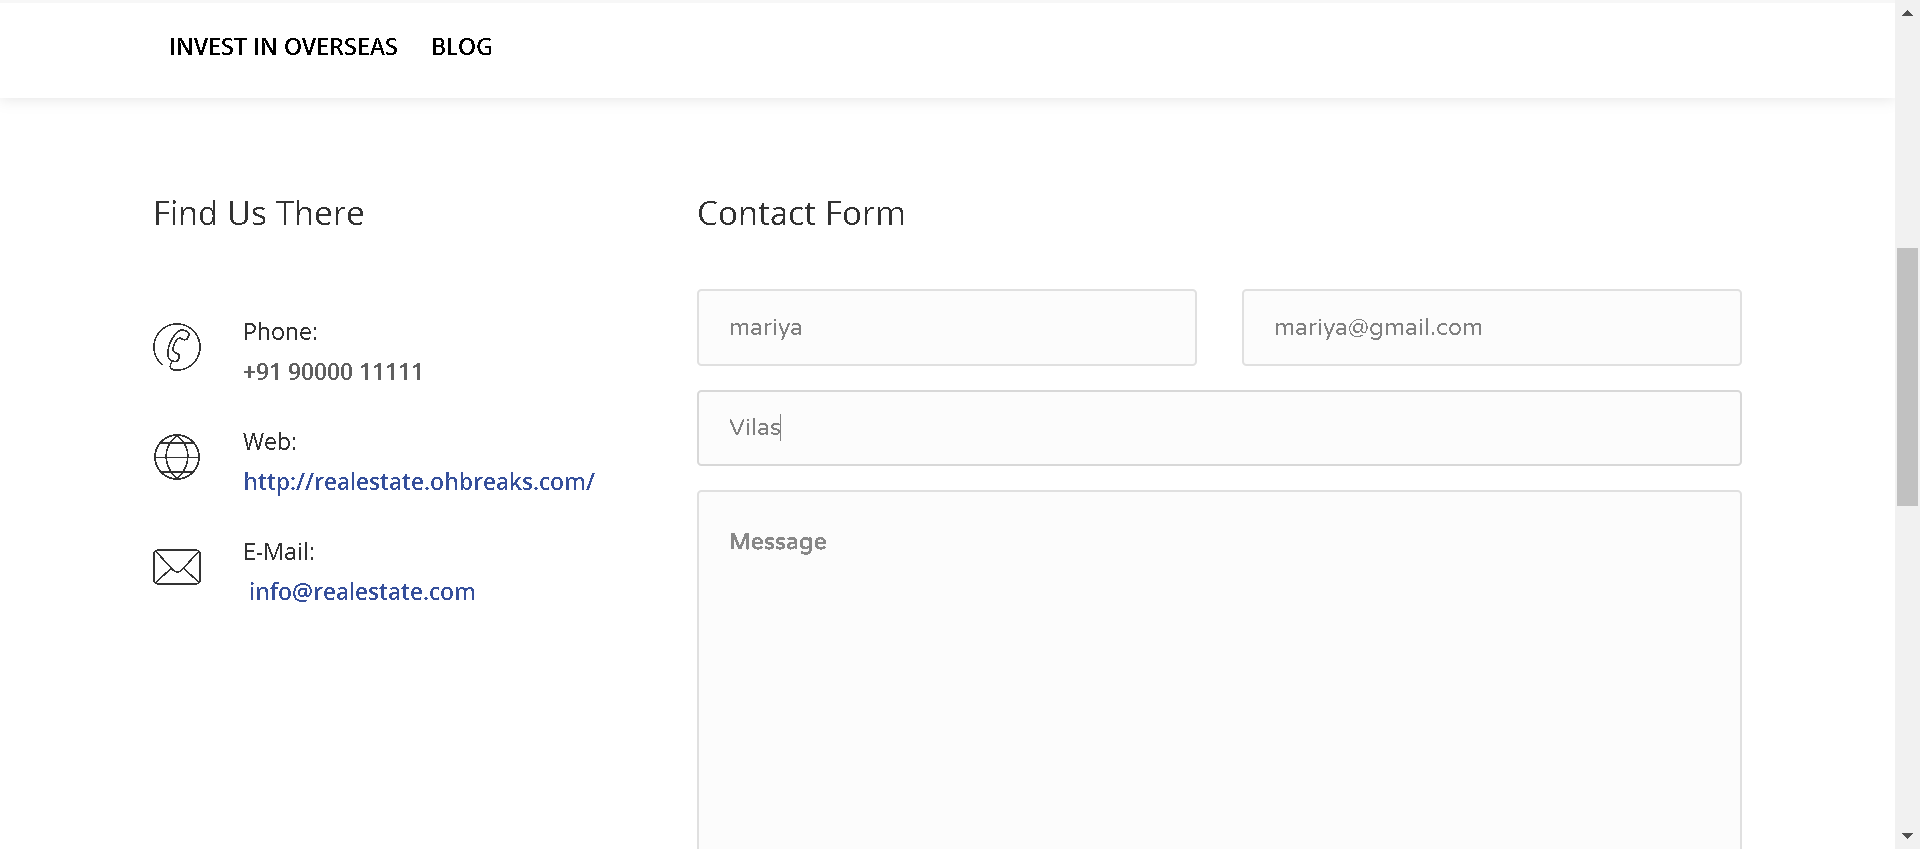 INVEST IN OVERSEAS BLOG
Find Us There
Phone:
+91 90000 11111
Web:
http://realestate.ohbreaks.com/
E-Mail:
info@realestate.com
Contact Form
mariya
mariya@gmail.com
Vilas
Message